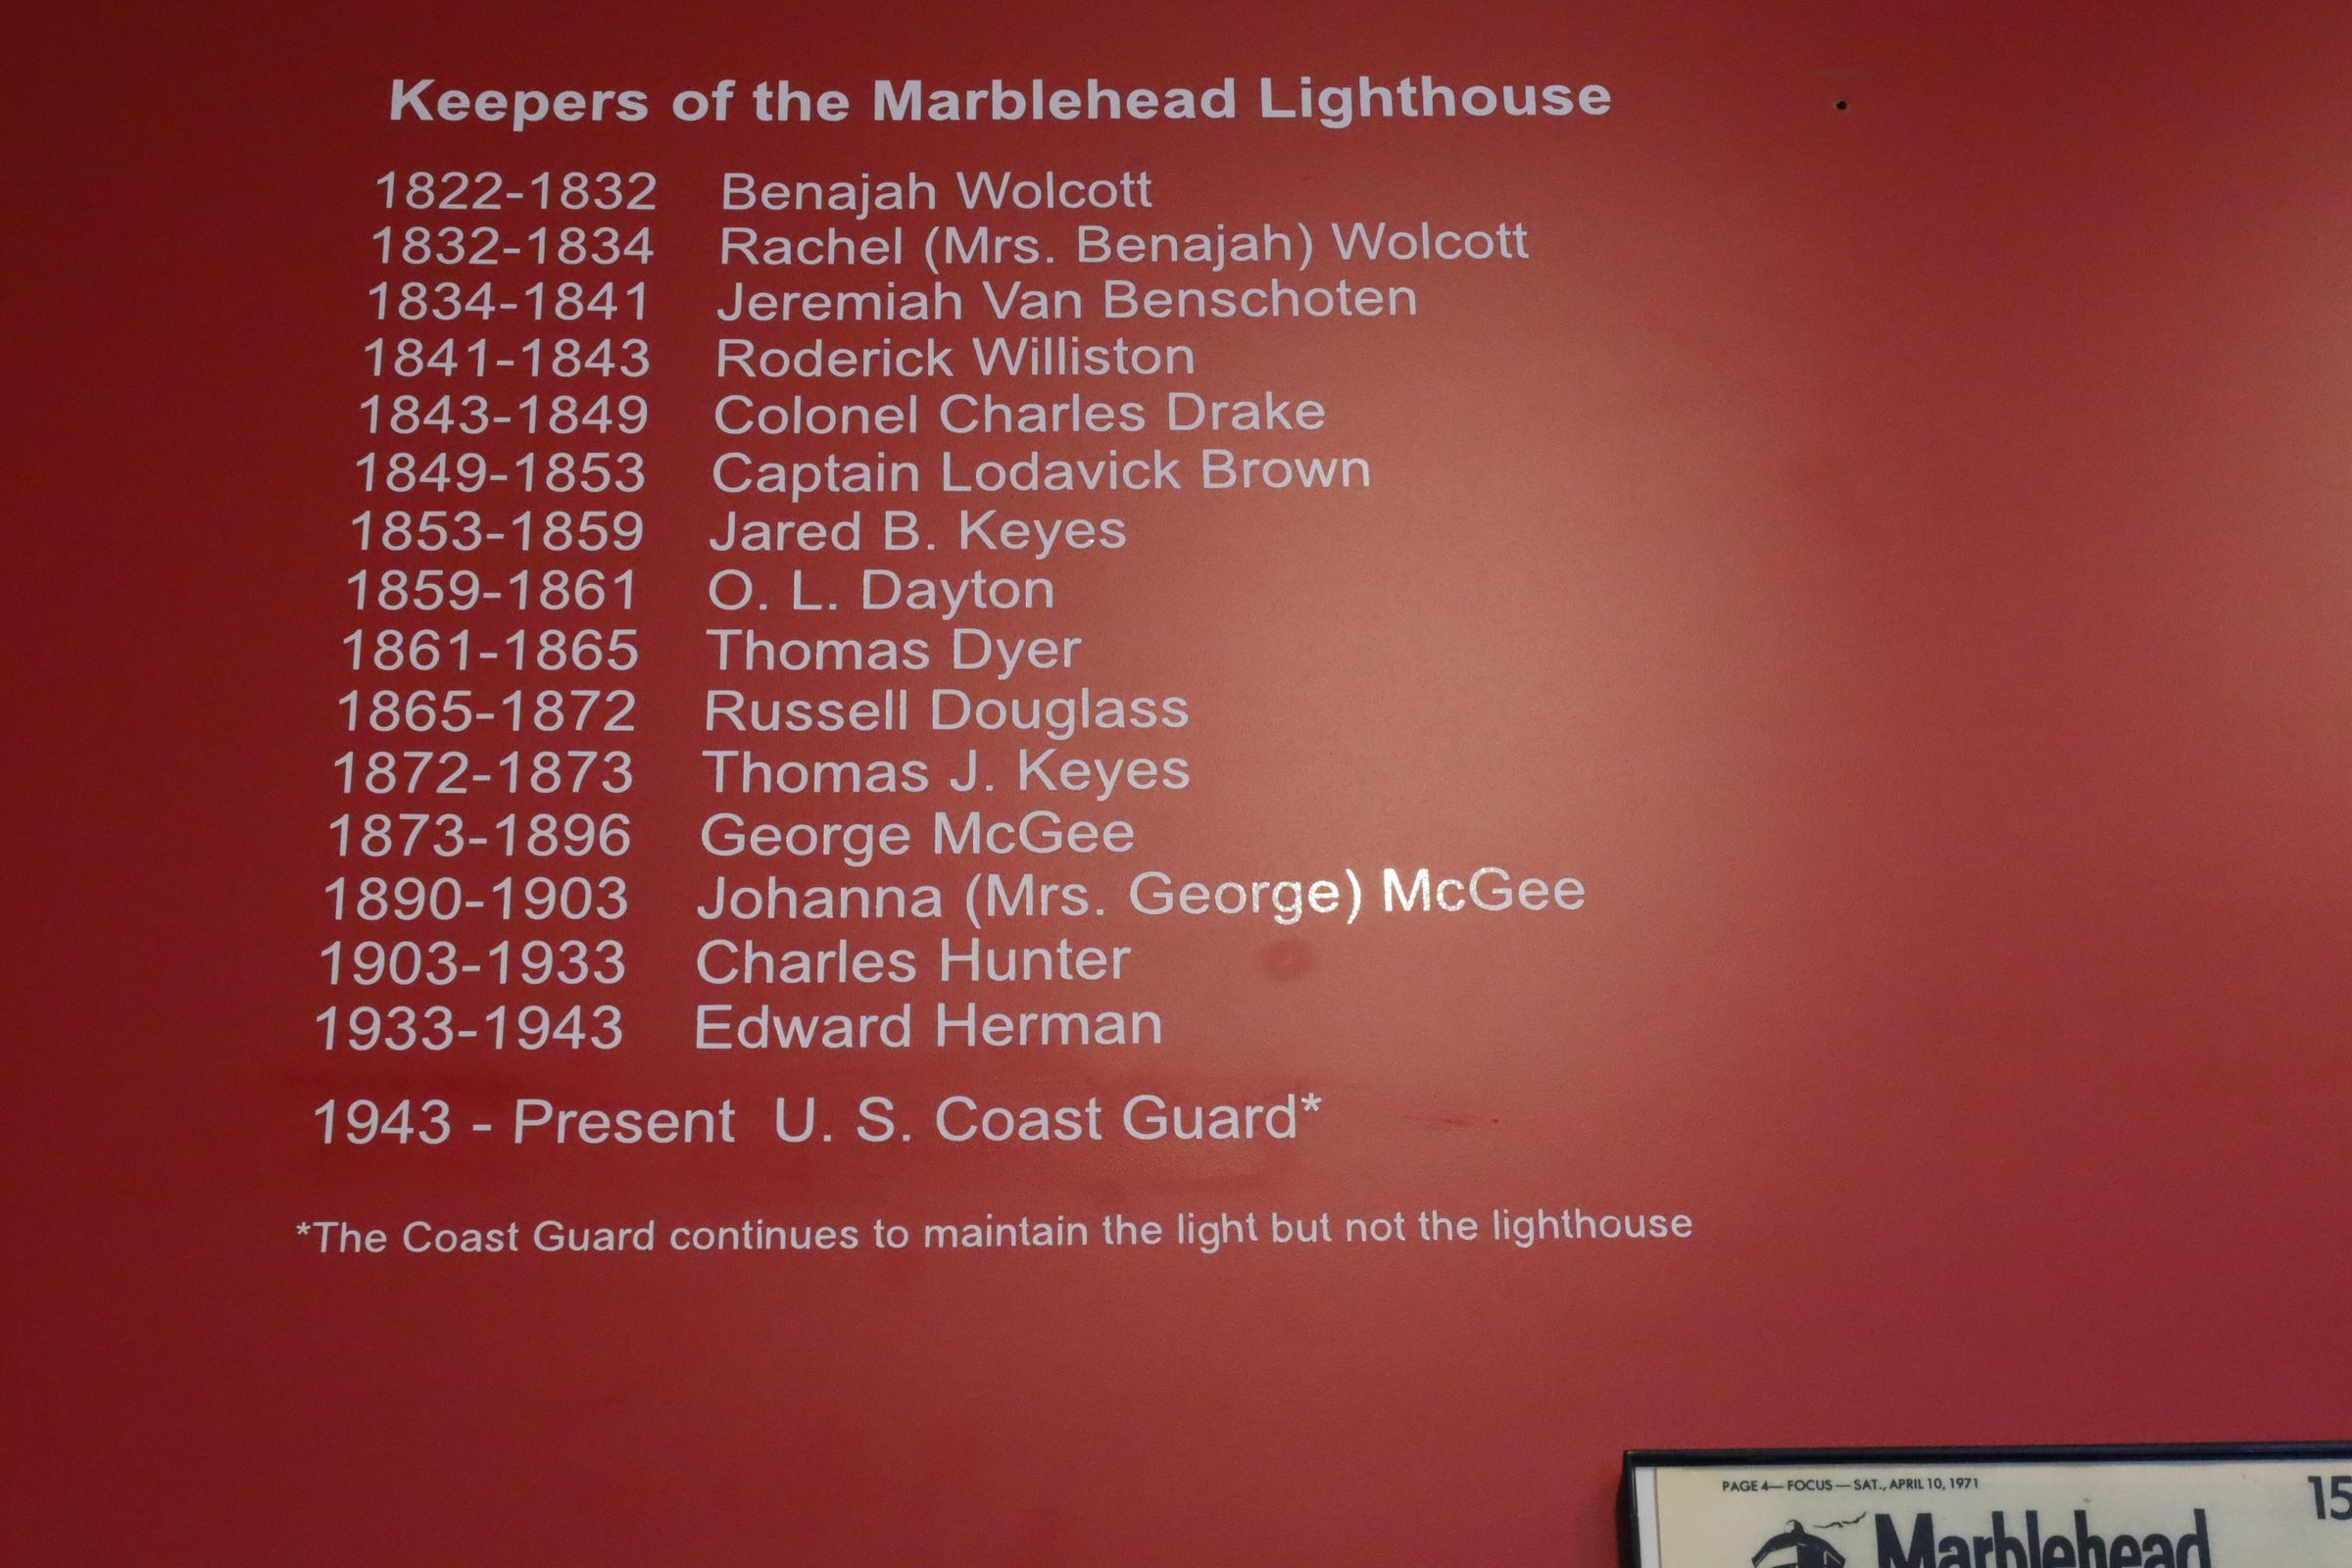 Keepers of the Marblehead Lighthouse
1822-1832 Benajah Wolcott
1832-1834 Rachel (Mrs. Benajah) Wolcott
1834-1841 Jeremiah Van Benschoten
1841-1843 Roderick Williston
1843-1849 Colonel Charles Drake
1849-1853 Captain Lodavick Brown
1853-1859 Jared B. Keyes
1859-1861 O. L. Dayton
1861-1865 Thomas Dyer
1865-1872 Russell Douglass
1872-1873 Thomas J. Keyes
1873-1896 George McGee
1890-1903 Johanna (Mrs. George) McGee
1903-1933 Charles Hunter
1933-1943 Edward Herman
1943 - Present U. S. Coast Guard*
*The Coast Guard continues to maintain the light but not the lighthouse
PAGE 4— FOCUS — SAT., APRIL 10, 1971
Marblehead